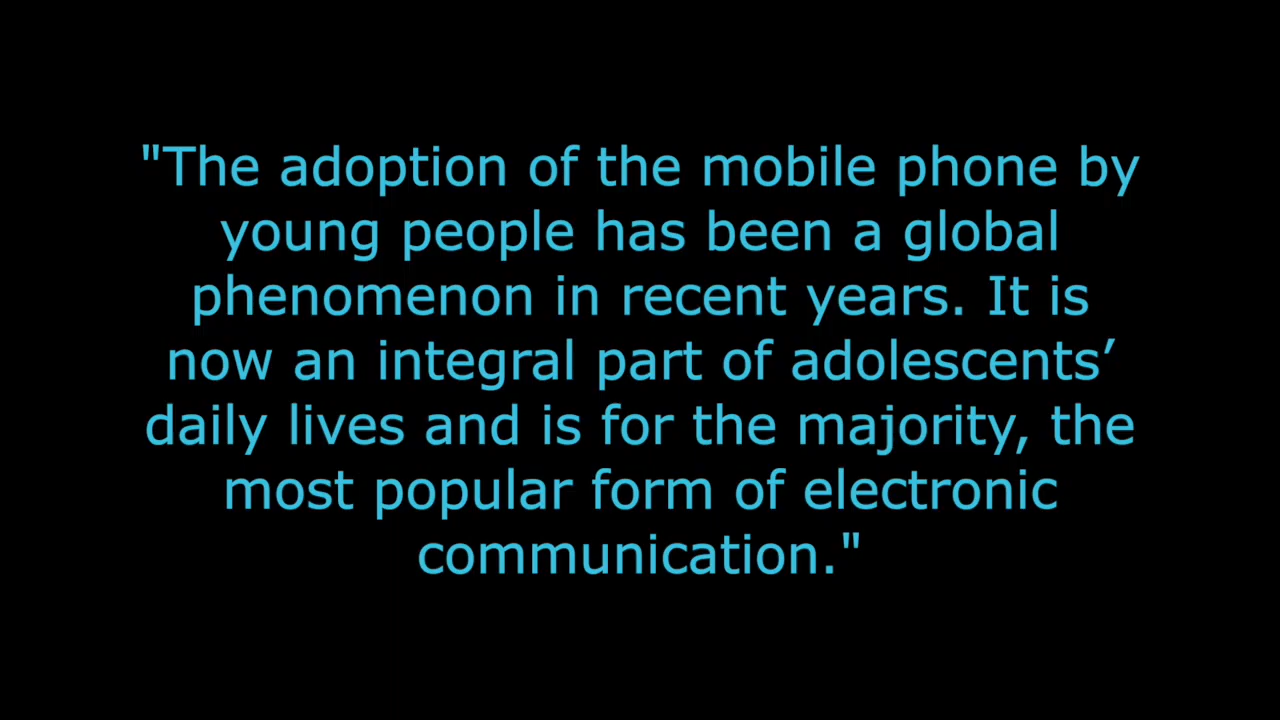 "The adoption of the mobile phone by
young people has been a global
phenomenon in recent years. It is
now an integral part of adolescents’
daily lives and is for the majority, the
most popular form of electronic
communication."